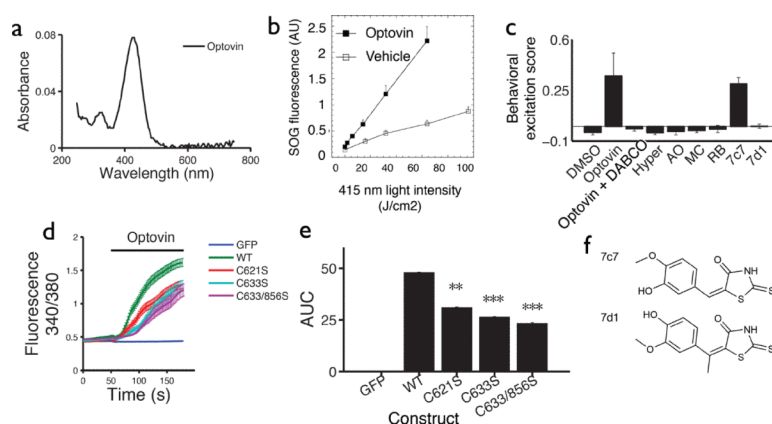 a
Absorbance
0.08
0.04
0
200
400
600
800
Wavelength (nm)
Optovin
b
SOG fluorescence (AU)
2.5
2
1.5
1
0.5
0
0
20
40
60
80
100
Optovin
Vehicle
415 nm light intensity
(J/cm2)
c
Behavioral
excitation score
0.6
0.25
−0.1
DMSO
Optovin
Optovin + DABCO
Hyper
AO
MC
RB
7c7
7d1
d
Optovin
Fluorescence
340/380
2
1.5
1
0.5
0
0
50
100
150
Time (s)
GFP
WT
C621S
C633S
C633/856S
e
AUC
50
25
0
**
***
***
GFP
WT
C621S
C633S
C633/856S
Construct
f
7c7
O
O
NH
HO
S
S
7d1
HO
O
NH
O
S
S